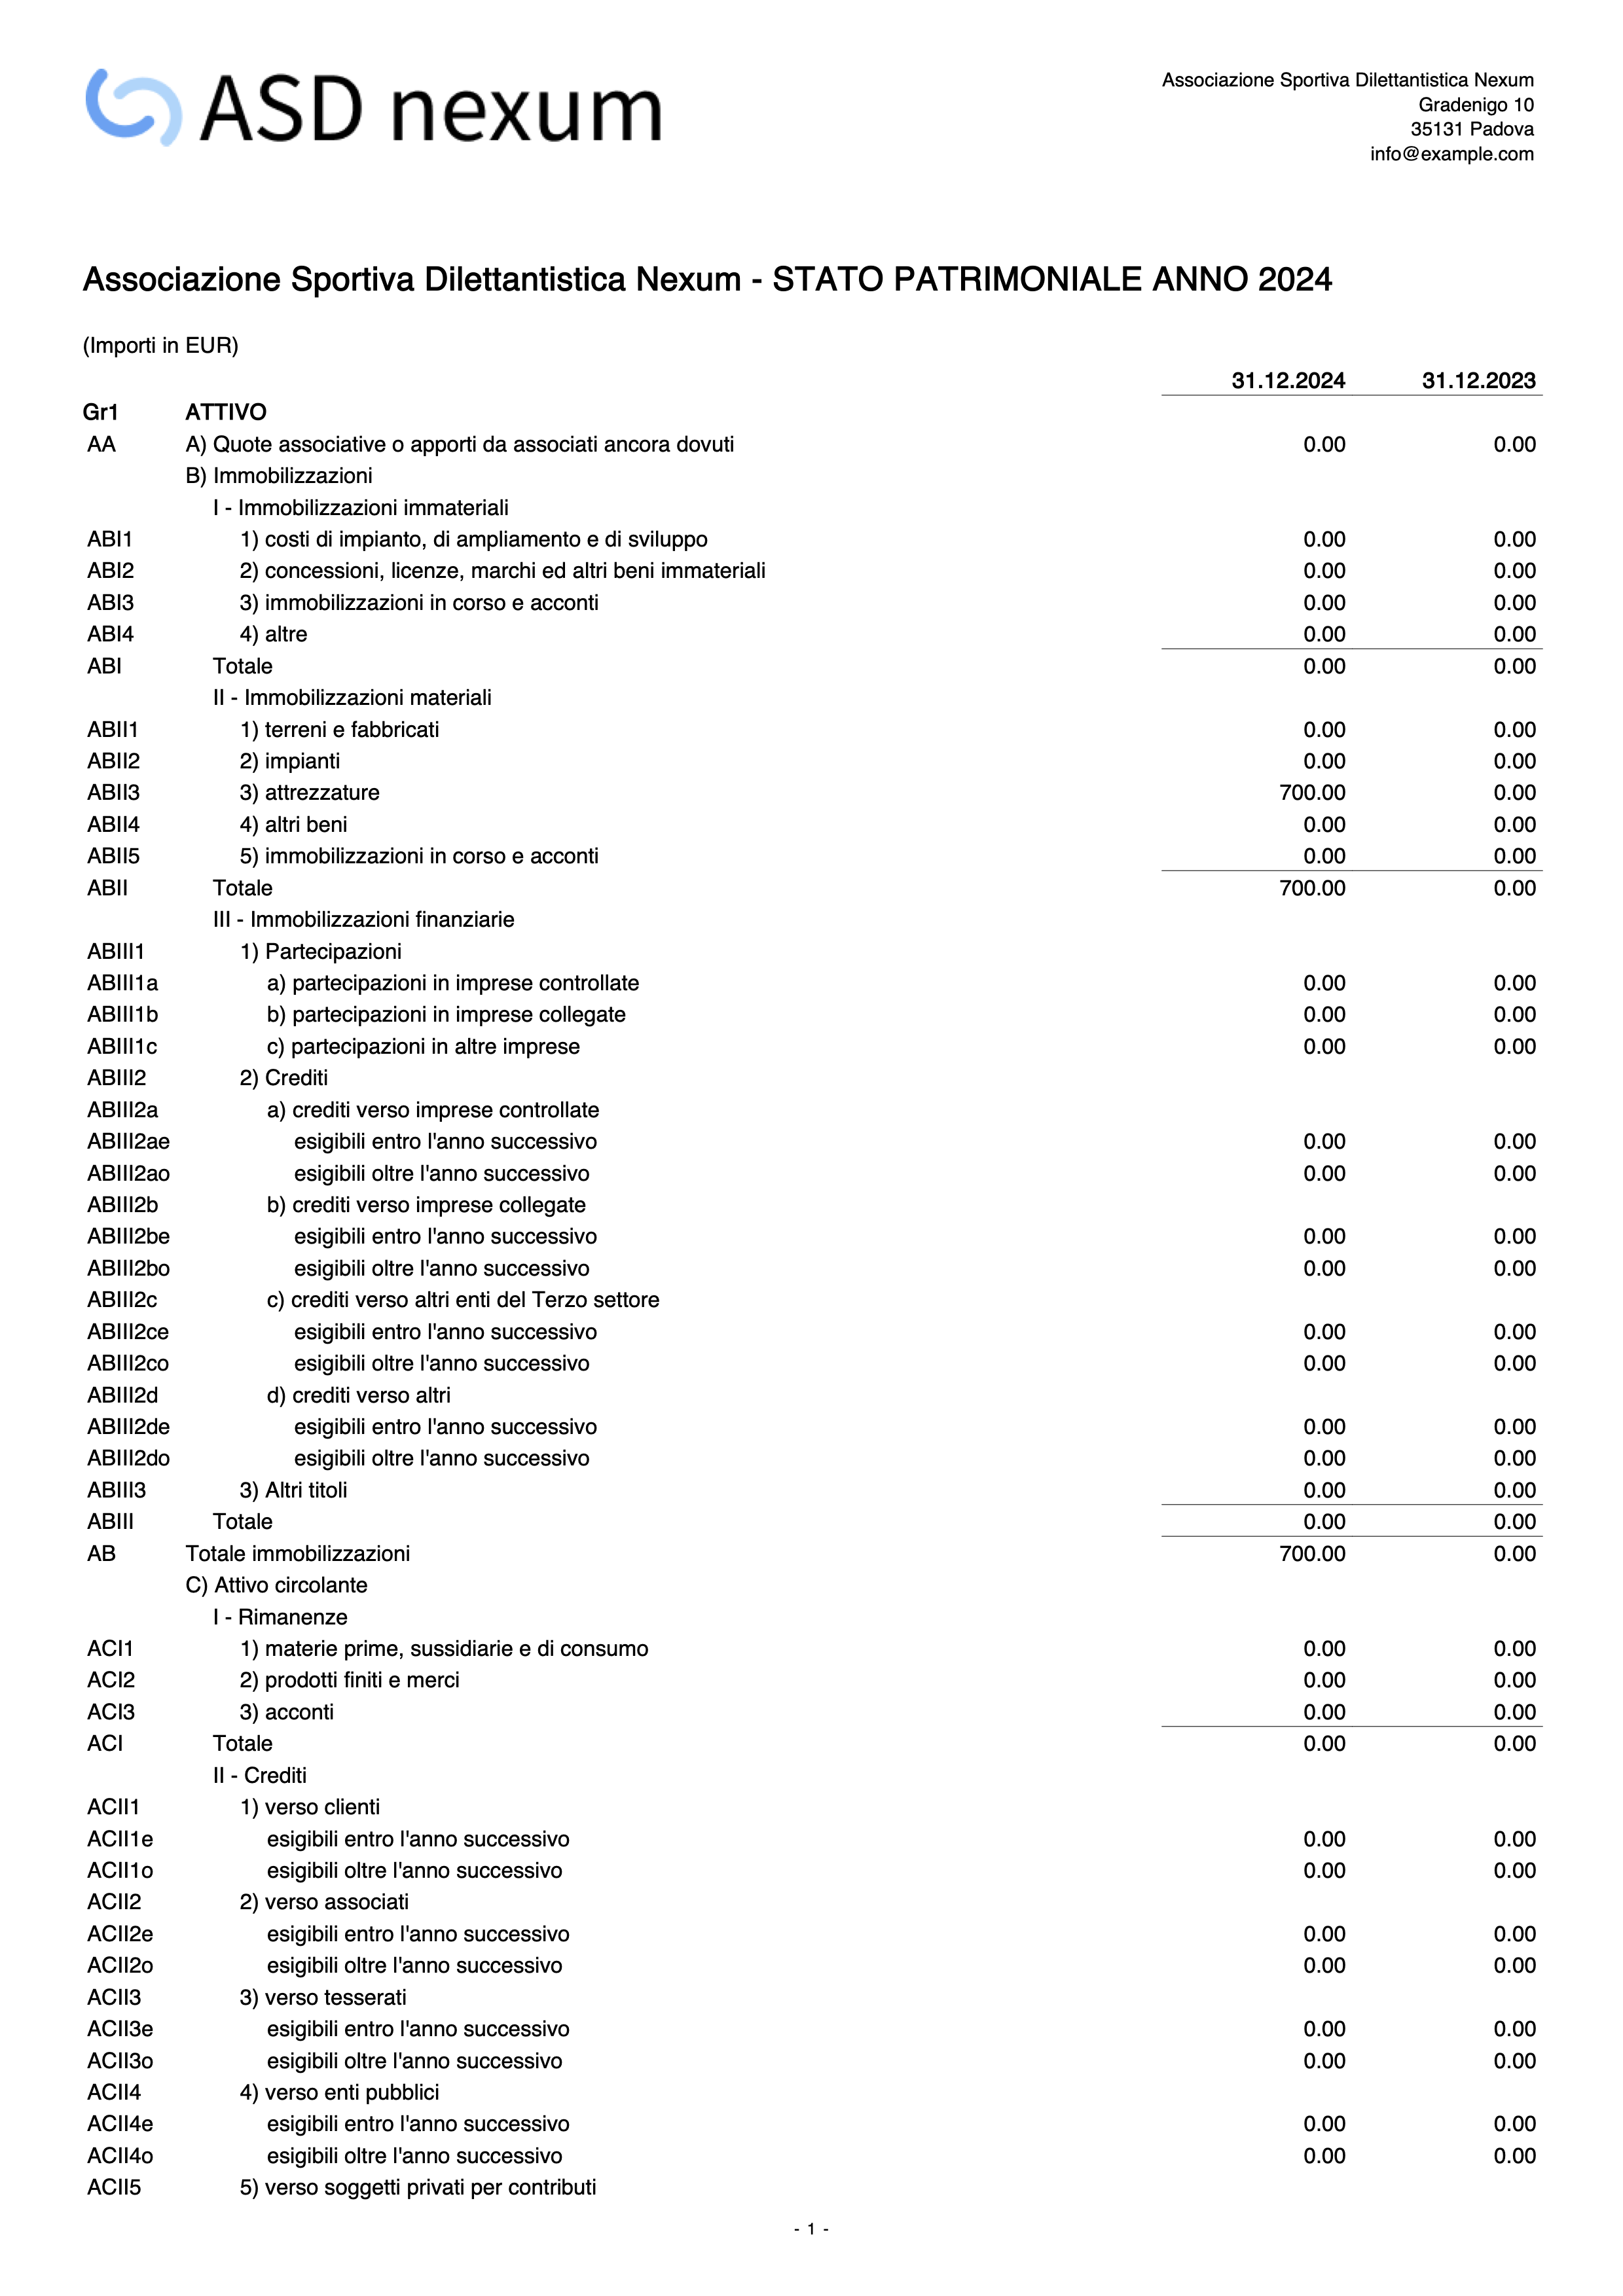 ASD nexum
Associazione Sportiva Dilettantistica Nexum
Gradenigo 10
35131 Padova
info@example.com
Associazione Sportiva Dilettantistica Nexum - STATO PATRIMONIALE ANNO 2024
(Importi in EUR)
31.12.2024 31.12.2023
Gr1 ATTIVO
AA A) Quote associative o apporti da associati ancora dovuti 0.00 0.00
B) Immobilizzazioni
I - Immobilizzazioni immateriali
ABI1 1) costi di impianto, di ampliamento e di sviluppo 0.00 0.00
ABI2 2) concessioni, licenze, marchi ed altri beni immateriali 0.00 0.00
ABI3 3) immobilizzazioni in corso e acconti 0.00 0.00
ABI4 4) altre 0.00 0.00
ABI Totale 0.00 0.00
II - Immobilizzazioni materiali
ABII1 1) terreni e fabbricati 0.00 0.00
ABII2 2) impianti 0.00 0.00
ABII3 3) attrezzature 700.00 0.00
ABII4 4) altri beni 0.00 0.00
ABII5 5) immobilizzazioni in corso e acconti 0.00 0.00
ABII Totale 700.00 0.00
III - Immobilizzazioni finanziarie
ABIII1 1) Partecipazioni
ABIII1a a) partecipazioni in imprese controllate 0.00 0.00
ABIII1b b) partecipazioni in imprese collegate 0.00 0.00
ABIII1c c) partecipazioni in altre imprese 0.00 0.00
ABIII2 2) Crediti
ABIII2a a) crediti verso imprese controllate
ABIII2ae esigibili entro l'anno successivo 0.00 0.00
ABIII2ao esigibili oltre l'anno successivo 0.00 0.00
ABIII2b b) crediti verso imprese collegate
ABIII2be esigibili entro l'anno successivo 0.00 0.00
ABIII2bo esigibili oltre l'anno successivo 0.00 0.00
ABIII2c c) crediti verso altri enti del Terzo settore
ABIII2ce esigibili entro l'anno successivo 0.00 0.00
ABIII2co esigibili oltre l'anno successivo 0.00 0.00
ABIII2d d) crediti verso altri
ABIII2de esigibili entro l'anno successivo 0.00 0.00
ABIII2do esigibili oltre l'anno successivo 0.00 0.00
ABIII3 3) Altri titoli 0.00 0.00
ABIII Totale 0.00 0.00
AB Totale immobilizzazioni 700.00 0.00
C) Attivo circolante
I - Rimanenze
ACI1 1) materie prime, sussidiarie e di consumo 0.00 0.00
ACI2 2) prodotti finiti e merci 0.00 0.00
ACI3 3) acconti 0.00 0.00
ACI Totale 0.00 0.00
II - Crediti
ACII1 1) verso clienti
ACII1e esigibili entro l'anno successivo 0.00 0.00
ACII1o esigibili oltre l'anno successivo 0.00 0.00
ACII2 2) verso associati
ACII2e esigibili entro l'anno successivo 0.00 0.00
ACII2o esigibili oltre l'anno successivo 0.00 0.00
ACII3 3) verso tesserati
ACII3e esigibili entro l'anno successivo 0.00 0.00
ACII3o esigibili oltre l'anno successivo 0.00 0.00
ACII4 4) verso enti pubblici
ACII4e esigibili entro l'anno successivo 0.00 0.00
ACII4o esigibili oltre l'anno successivo 0.00 0.00
ACII5 5) verso soggetti privati per contributi
- 1 -